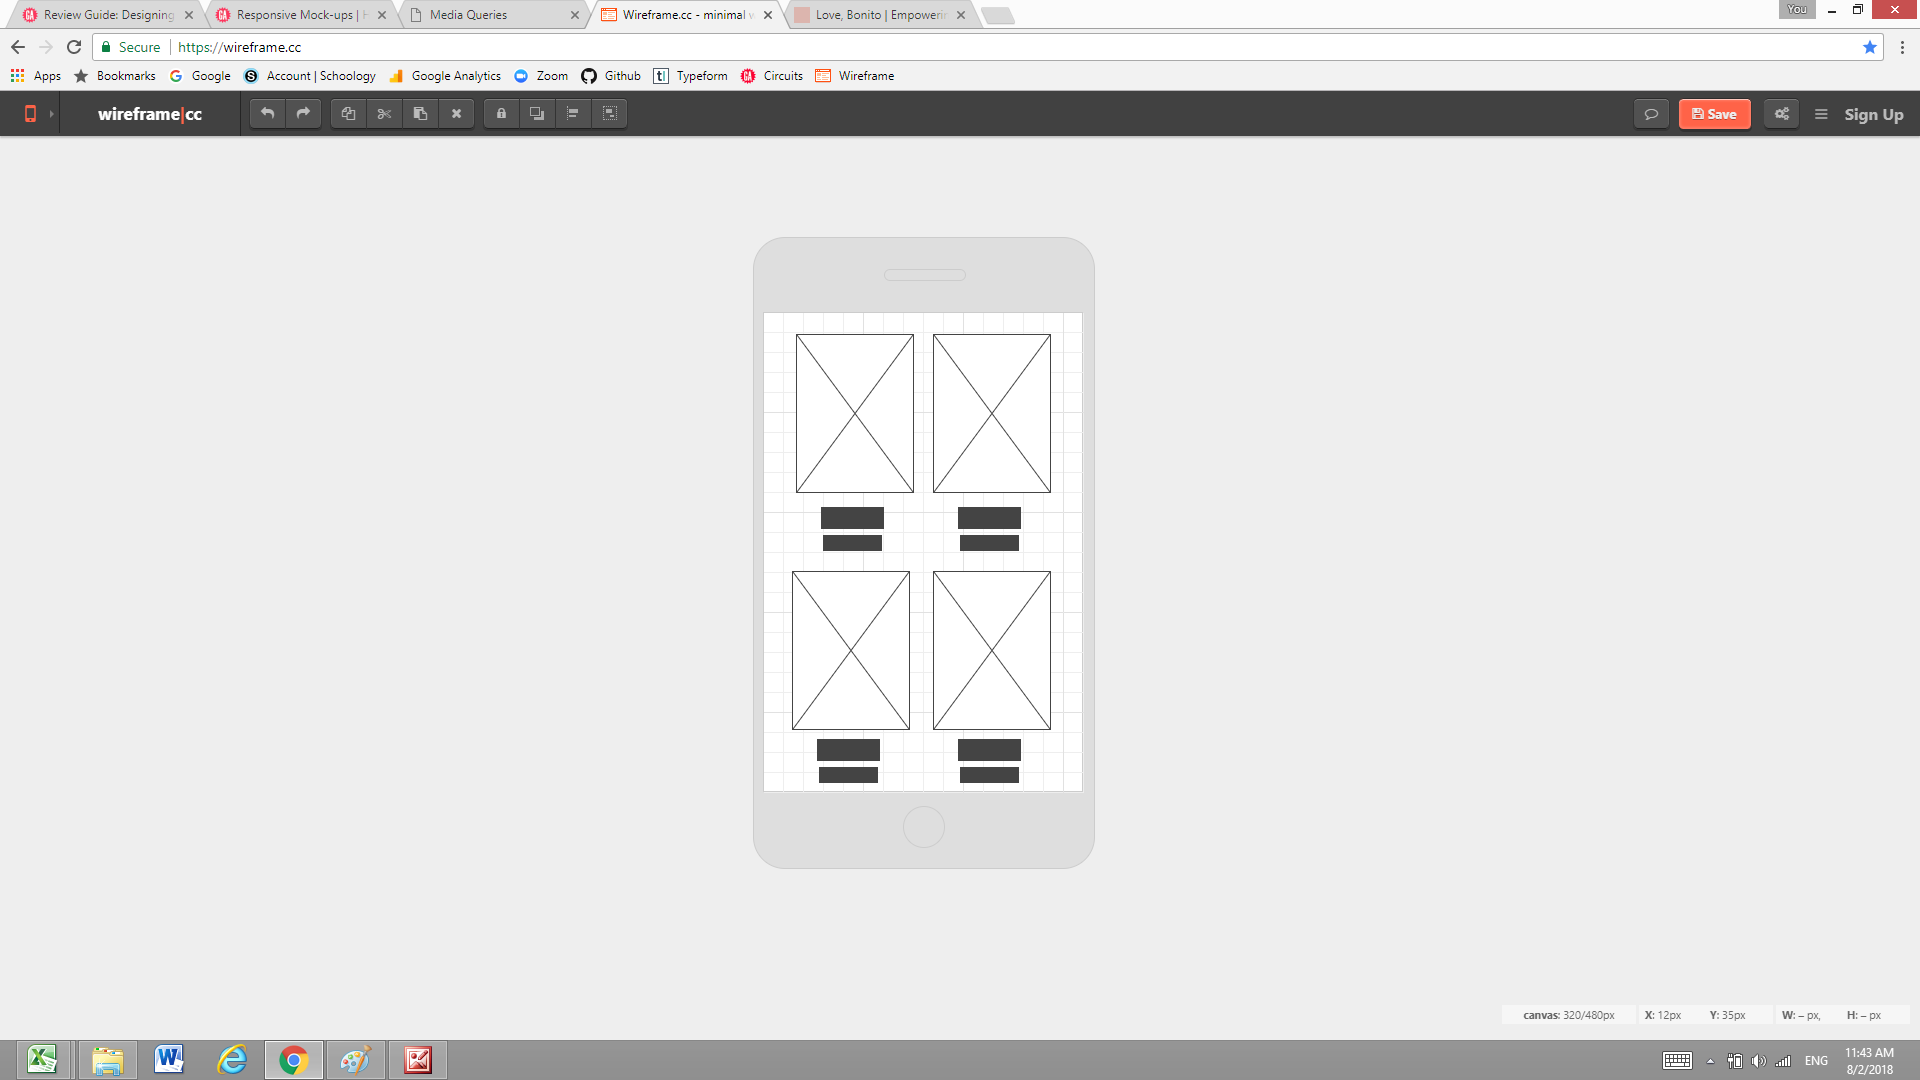 Review Guide: Designing
Responsive Mock-ups |
Media Queries
Wireframe.cc - minimal
Love, Bonito | Empowerin
You
Secure
https://wireframe.cc
Apps
Bookmarks
Google
Account | Schoology
Google Analytics
Zoom
Github
Typeform
Circuits
Wireframe
wireframe|cc
Save
Sign Up
canvas: 320/480px
X: 12px
Y: 35px
W: – px,
H: – px
ENG
11:43 AM
8/2/2018